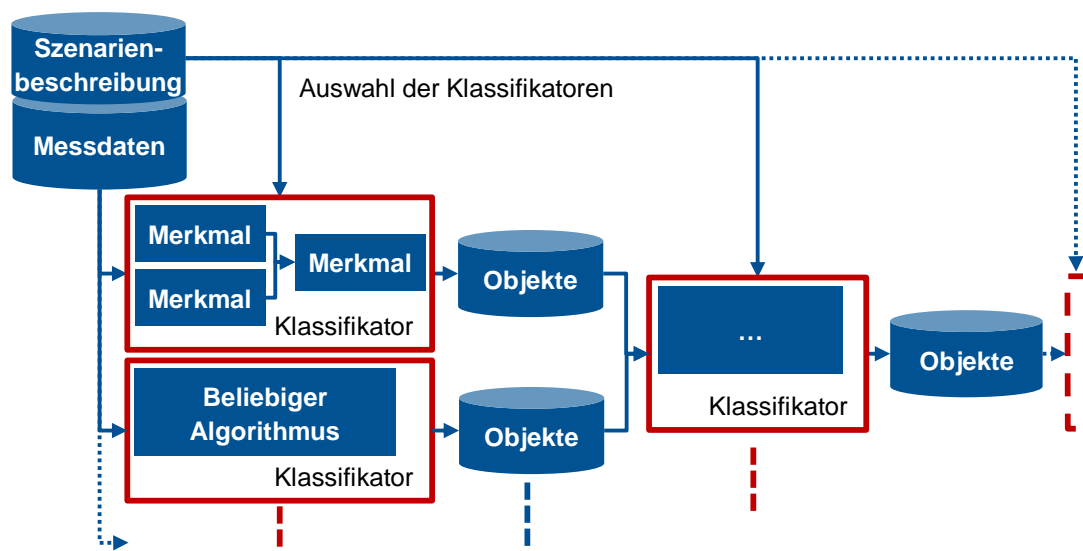 Szenarien-
beschreibung
Auswahl der Klassifikatoren
Messdaten
Merkmal
Merkmal
Merkmal
Klassifikator
Objekte
...
Klassifikator
Objekte
Beliebiger
Algorithmus
Klassifikator
Objekte